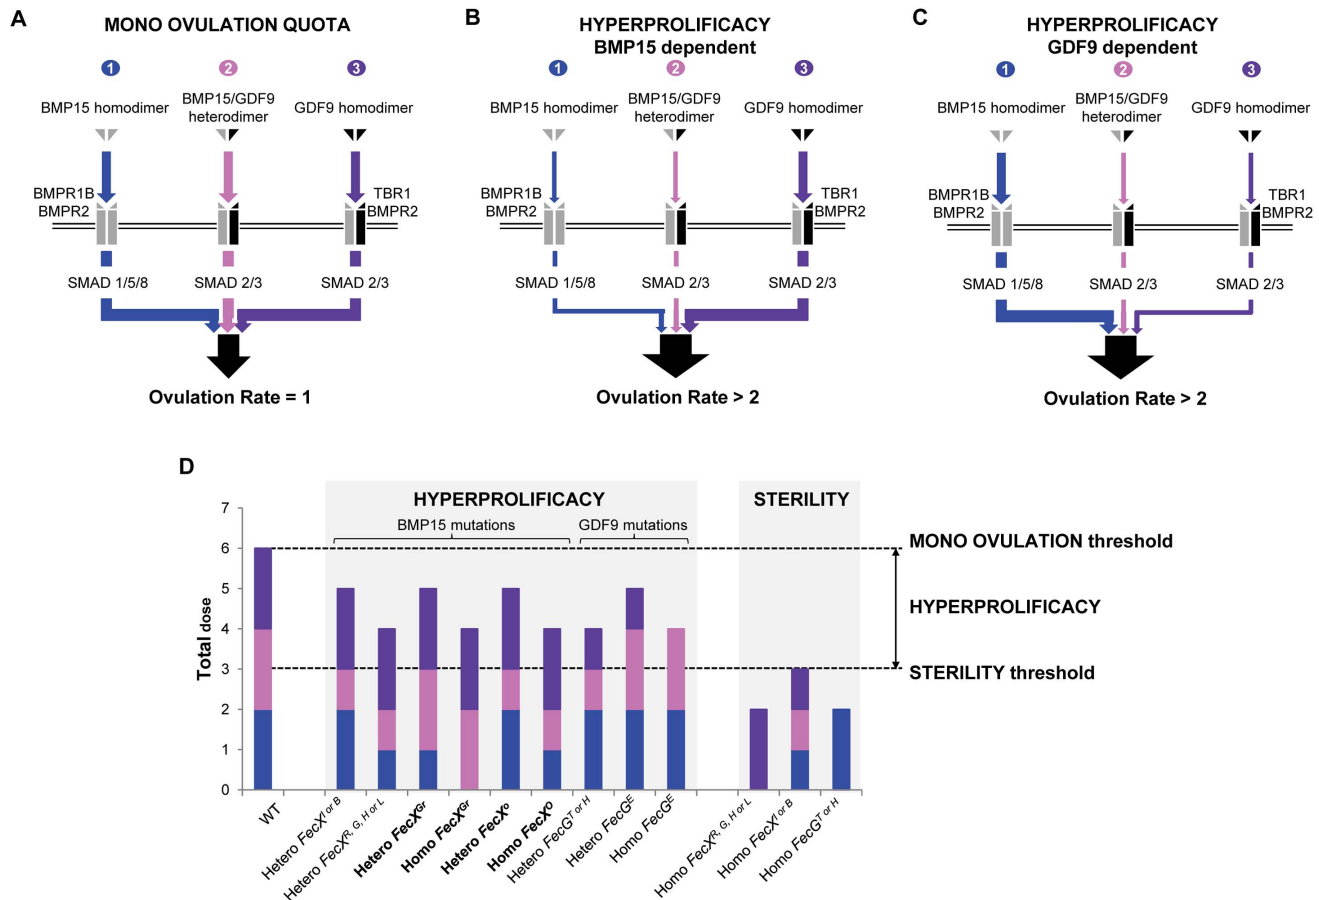 A
MONO OVULATION QUOTA
1
2
3
BMP15 homodimer
BMP15/GDF9
heterodimer
GDF9 homodimer
BMPR1B
BMPR2
TBR1
BMPR2
SMAD 1/5/8
SMAD 2/3
SMAD 2/3
Ovulation Rate = 1
B
HYPERPROLIFICACY
BMP15 dependent
1
2
3
BMP15 homodimer
BMP15/GDF9
heterodimer
GDF9 homodimer
BMPR1B
BMPR2
TBR1
BMPR2
SMAD 1/5/8
SMAD 2/3
SMAD 2/3
Ovulation Rate > 2
C
HYPERPROLIFICACY
GDF9 dependent
1
2
3
BMP15 homodimer
BMP15/GDF9
heterodimer
GDF9 homodimer
BMPR1B
BMPR2
TBR1
BMPR2
SMAD 1/5/8
SMAD 2/3
SMAD 2/3
Ovulation Rate > 2
D
HYPERPROLIFICACY
STERILITY
BMP15 mutations
GDF9 mutations
Total dose
7
6
5
4
3
2
1
0
MONO OVULATION threshold
HYPERPROLIFICACY
STERILITY threshold
WT
Hetero FecX^I or B
Hetero FecX^R, G, H or L
Hetero FecX^Gr
Homo FecX^Gr
Hetero FecX^o
Homo FecX^O
Hetero FecG^T or H
Hetero FecG^E
Homo FecG^E
Homo FecX^R, G, H or L
Homo FecX^I or B
Homo FecG^T or H